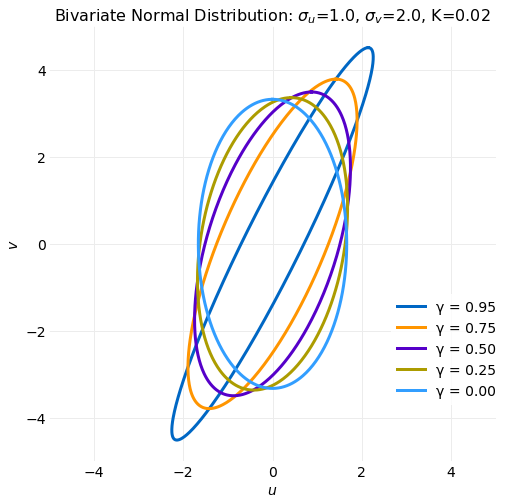 Bivariate Normal Distribution: σᵤ=1.0, σᵥ=2.0, K=0.02
v
4
2
0
−2
−4
γ = 0.95
γ = 0.75
γ = 0.50
γ = 0.25
γ = 0.00
−4 −2 0 2 4
u